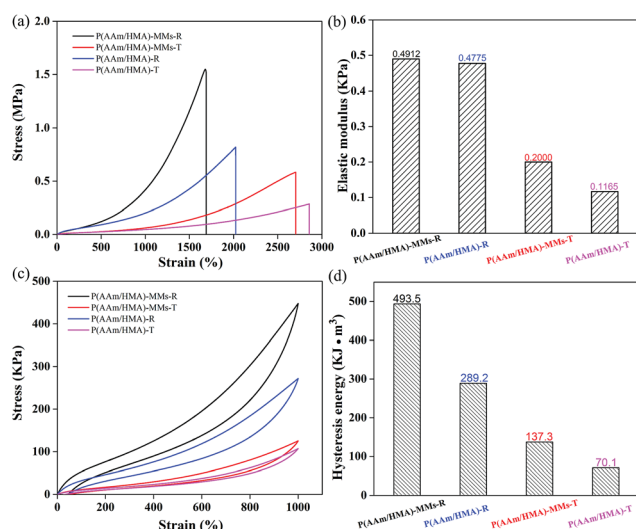 (a)
P(AAm/HMA)-MMs-R
P(AAm/HMA)-MMs-T
P(AAm/HMA)-R
P(AAm/HMA)-T
Stress (MPa)
2.0
1.5
1.0
0.5
0.0
0 500 1000 1500 2000 2500 3000
Strain (%)
(b)
Elastic modulus (KPa)
0.6
0.5
0.4
0.3
0.2
0.1
0.0
0.4912
0.4775
0.2000
0.1165
P(AAm/HMA)-MMs-R
P(AAm/HMA)-R
P(AAm/HMA)-MMs-T
P(AAm/HMA)-T
(c)
P(AAm/HMA)-MMs-R
P(AAm/HMA)-MMs-T
P(AAm/HMA)-R
P(AAm/HMA)-T
Stress (KPa)
500
400
300
200
100
0
0 200 400 600 800 1000
Strain (%)
(d)
Hysteresis energy (KJ • m³)
500
400
300
200
100
0
493.5
289.2
137.3
70.1
P(AAm/HMA)-MMs-R
P(AAm/HMA)-R
P(AAm/HMA)-MMs-T
P(AAm/HMA)-T